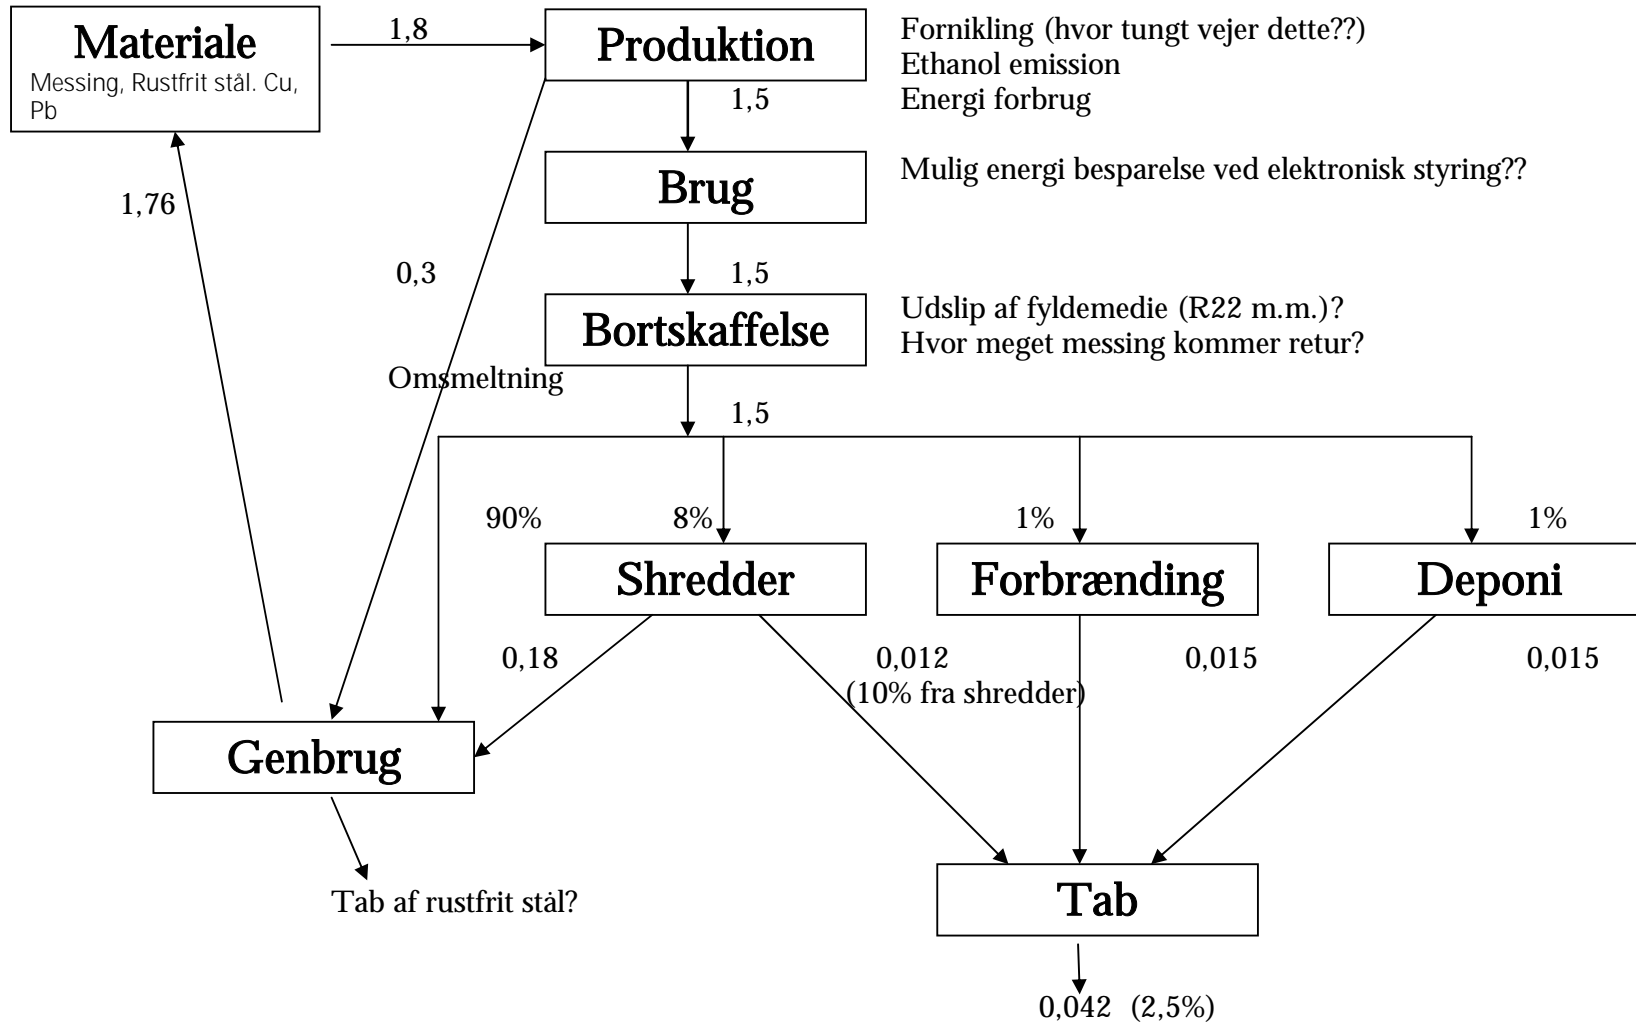 Materiale
Messing, Rustfrit stål. Cu,
Pb
1,8
Produktion
Fornikling (hvor tungt vejer dette??)
Ethanol emission
Energi forbrug
1,5
Brug
Mulig energi besparelse ved elektronisk styring??
1,76
0,3
1,5
Bortskaffelse
Udslip af fyldemedie (R22 m.m.)?
Hvor meget messing kommer retur?
Omsmeltning
1,5
90%
8%
1%
1%
Shredder
Forbrænding
Deponi
0,18
0,012
(10% fra shredder)
0,015
0,015
Genbrug
Tab af rustfrit stål?
Tab
0,042 (2,5%)